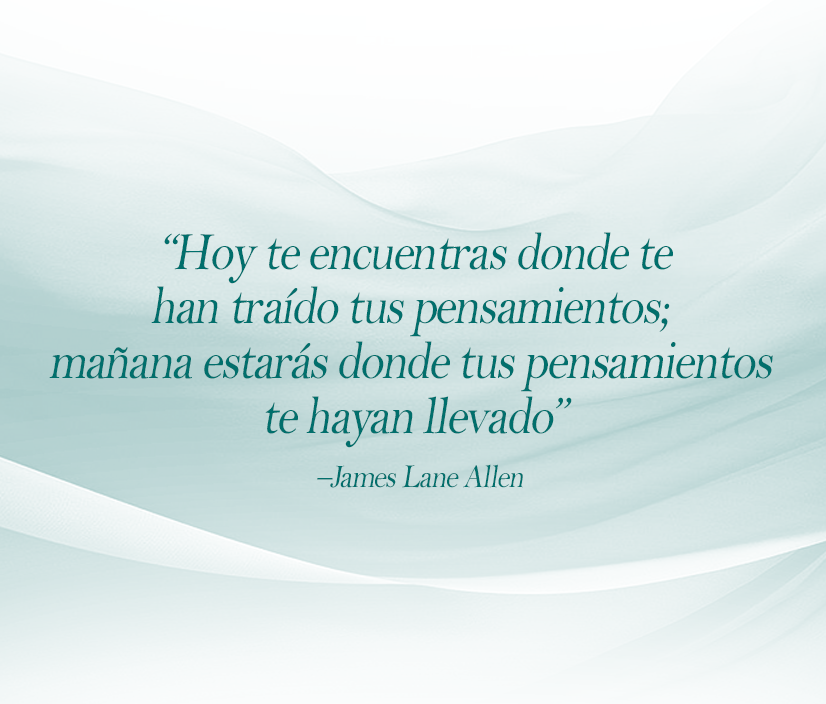 “Hoy te encuentras donde te
han traído tus pensamientos;
mañana estarás donde tus pensamientos
te hayan llevado”
–James Lane Allen